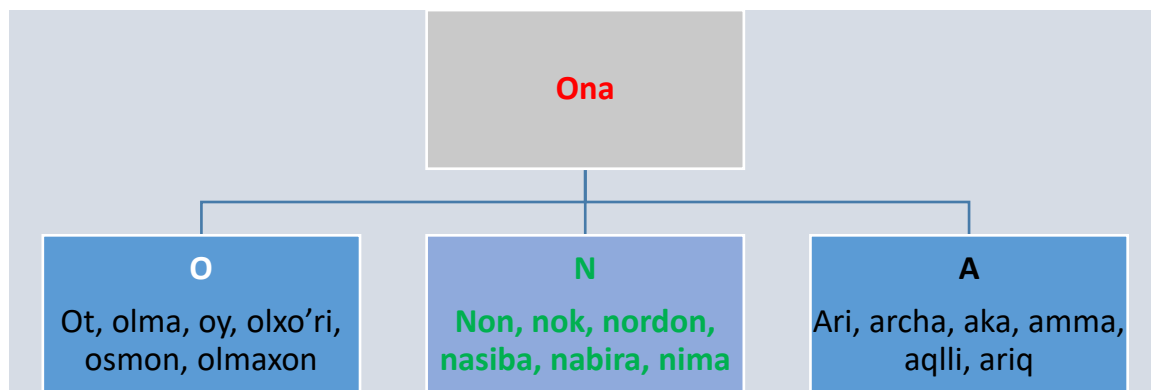 Ona
O
Ot, olma, oy, olxo’ri,
osmon, olmaxon
N
Non, nok, nordon,
nasiba, nabira, nima
A
Ari, archa, aka, amma,
aqlli, ariq